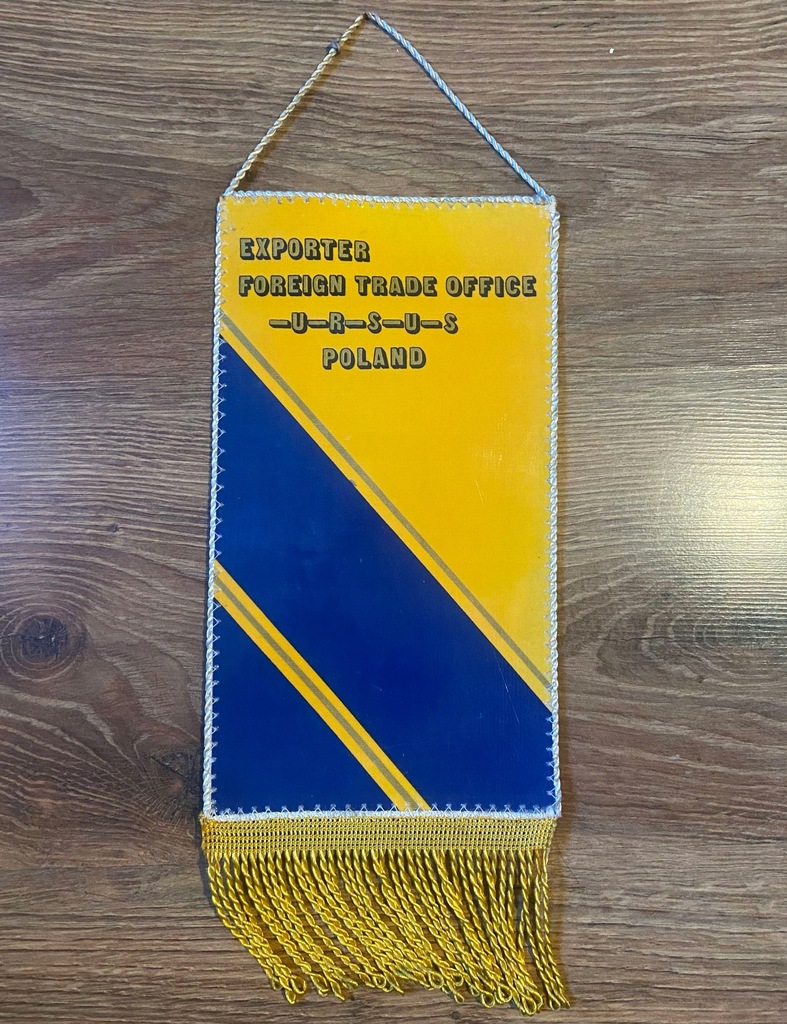 EXPORTER
FOREIGN TRADE OFFICE
—U—R—S—U—S
POLAND